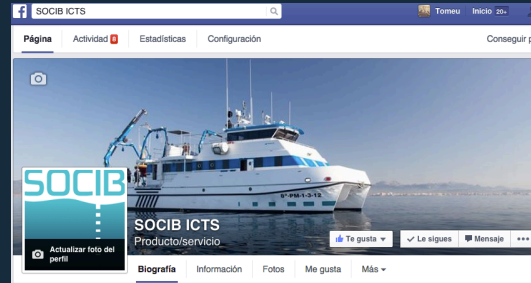 SOCIB ICTS
Tomeu Inicio 20+
Página Actividad 8 Estadísticas Configuración Conseguir p
SOCIB
Actualizar foto del
perfil
8ª-PM-1-3-12
SOCIB ICTS
Producto/servicio
Te gusta Le sigues Mensaje
Biografía Información Fotos Me gusta Más